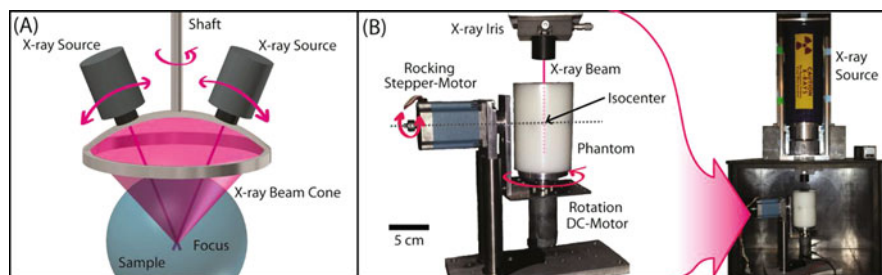 (A)
Shaft
X-ray Source
X-ray Source
X-ray Beam Cone
Focus
Sample
(B)
X-ray Iris
Rocking
Stepper-Motor
X-ray Beam
Isocenter
Phantom
Rotation
DC-Motor
5 cm
X-ray
Source